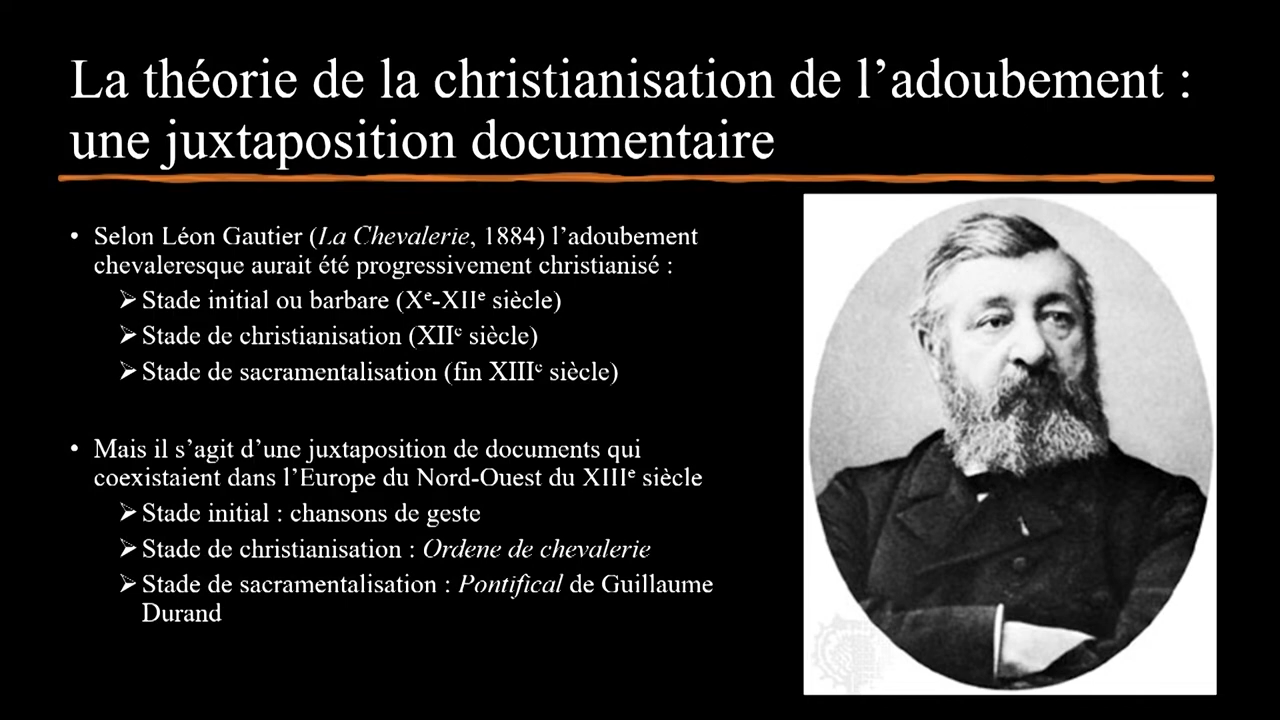 La théorie de la christianisation de l’adoubement :
une juxtaposition documentaire
• Selon Léon Gautier (La Chevalerie, 1884) l’adoubement
chevaleresque aurait été progressivement christianisé :
➢ Stade initial ou barbare (Xe-XIIe siècle)
➢ Stade de christianisation (XIIe siècle)
➢ Stade de sacramentalisation (fin XIIIe siècle)
• Mais il s’agit d’une juxtaposition de documents qui
coexistaient dans l’Europe du Nord-Ouest du XIIIe siècle
➢ Stade initial : chansons de geste
➢ Stade de christianisation : Ordene de chevalerie
➢ Stade de sacramentalisation : Pontifical de Guillaume
Durand